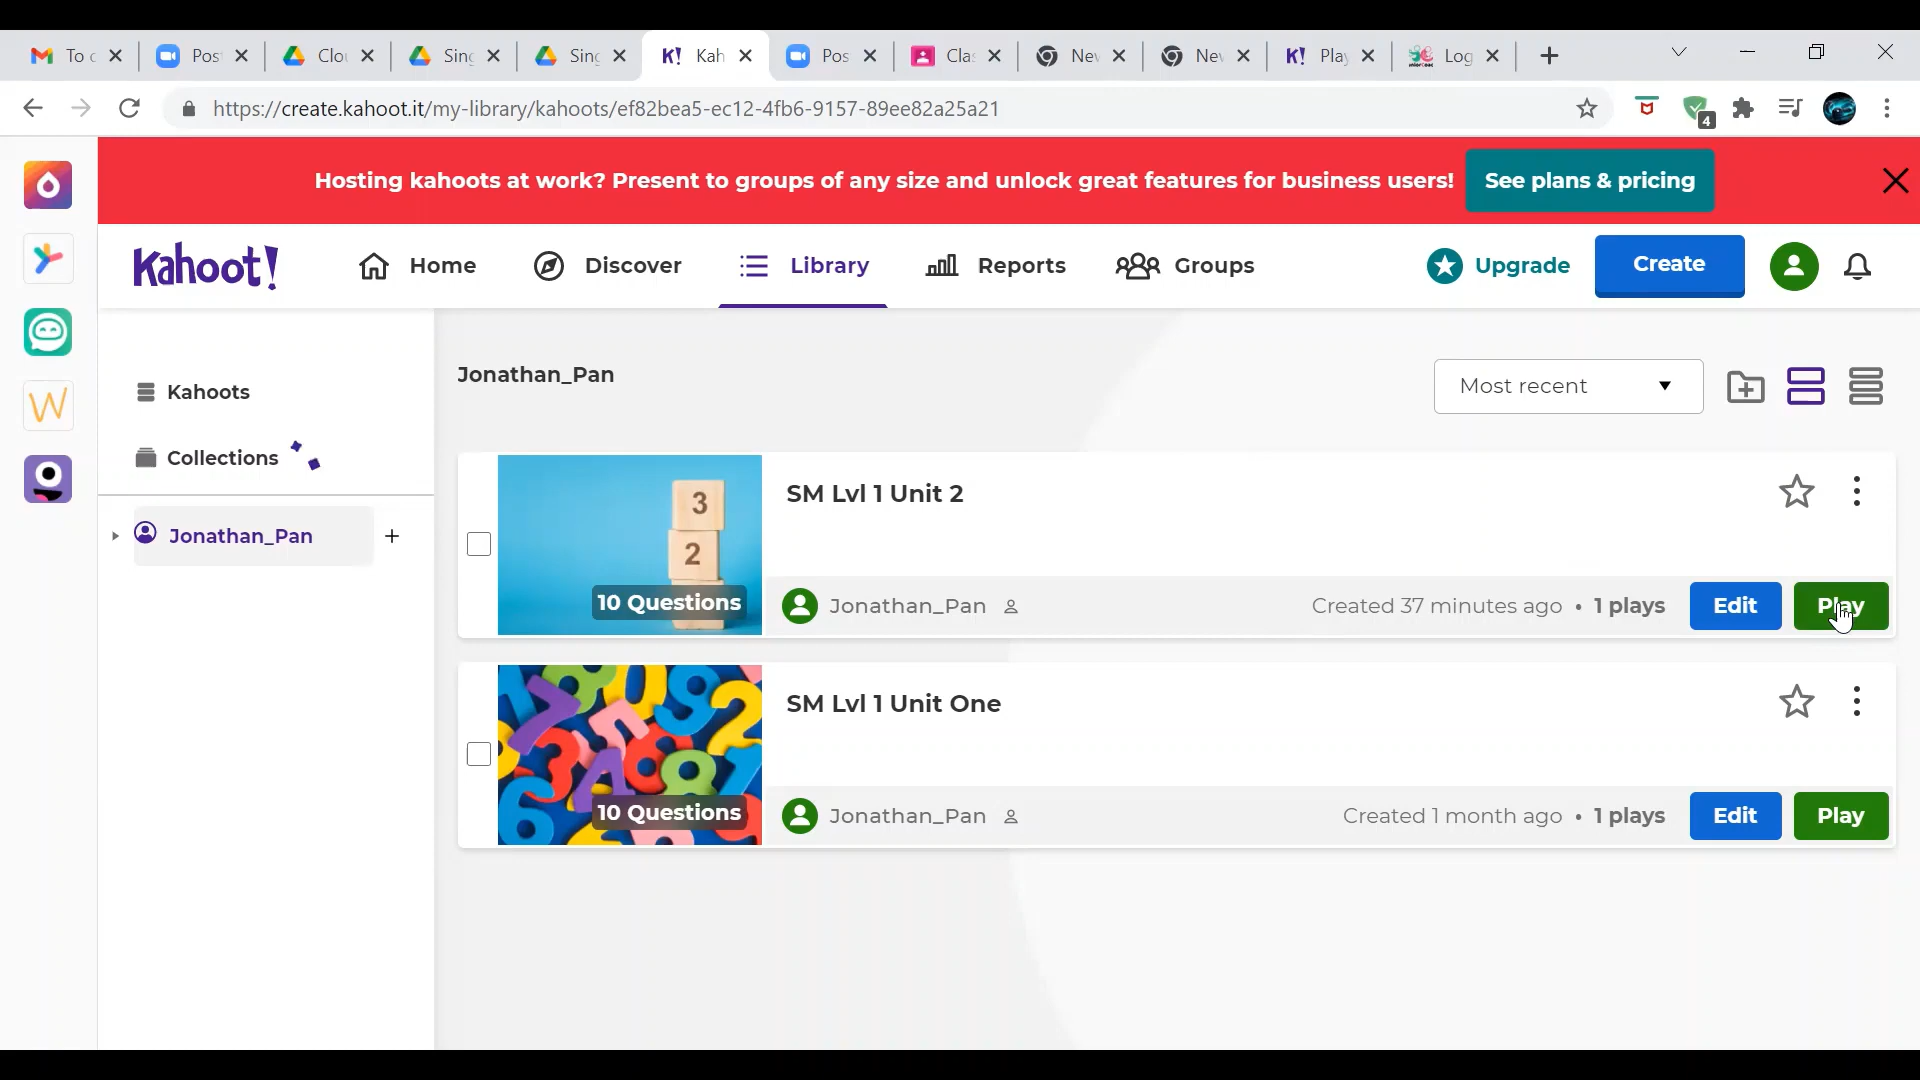 To c
Pos
Clou
Sing
Sing
Kah
Pos
Clas
Nev
Nev
Play
Log
https://create.kahoot.it/my-library/kahoots/ef82bea5-ec12-4fb6-9157-89ee82a25a21
4
Hosting kahoots at work? Present to groups of any size and unlock great features for business users!
See plans & pricing
Kahoot!
Home
Discover
Library
Reports
Groups
Upgrade
Create
Kahoots
Collections
Jonathan_Pan
+
Jonathan_Pan
Most recent
3
2
10 Questions
SM Lvl 1 Unit 2
Jonathan_Pan
Created 37 minutes ago • 1 plays
Edit
Play
10 Questions
SM Lvl 1 Unit One
Jonathan_Pan
Created 1 month ago • 1 plays
Edit
Play